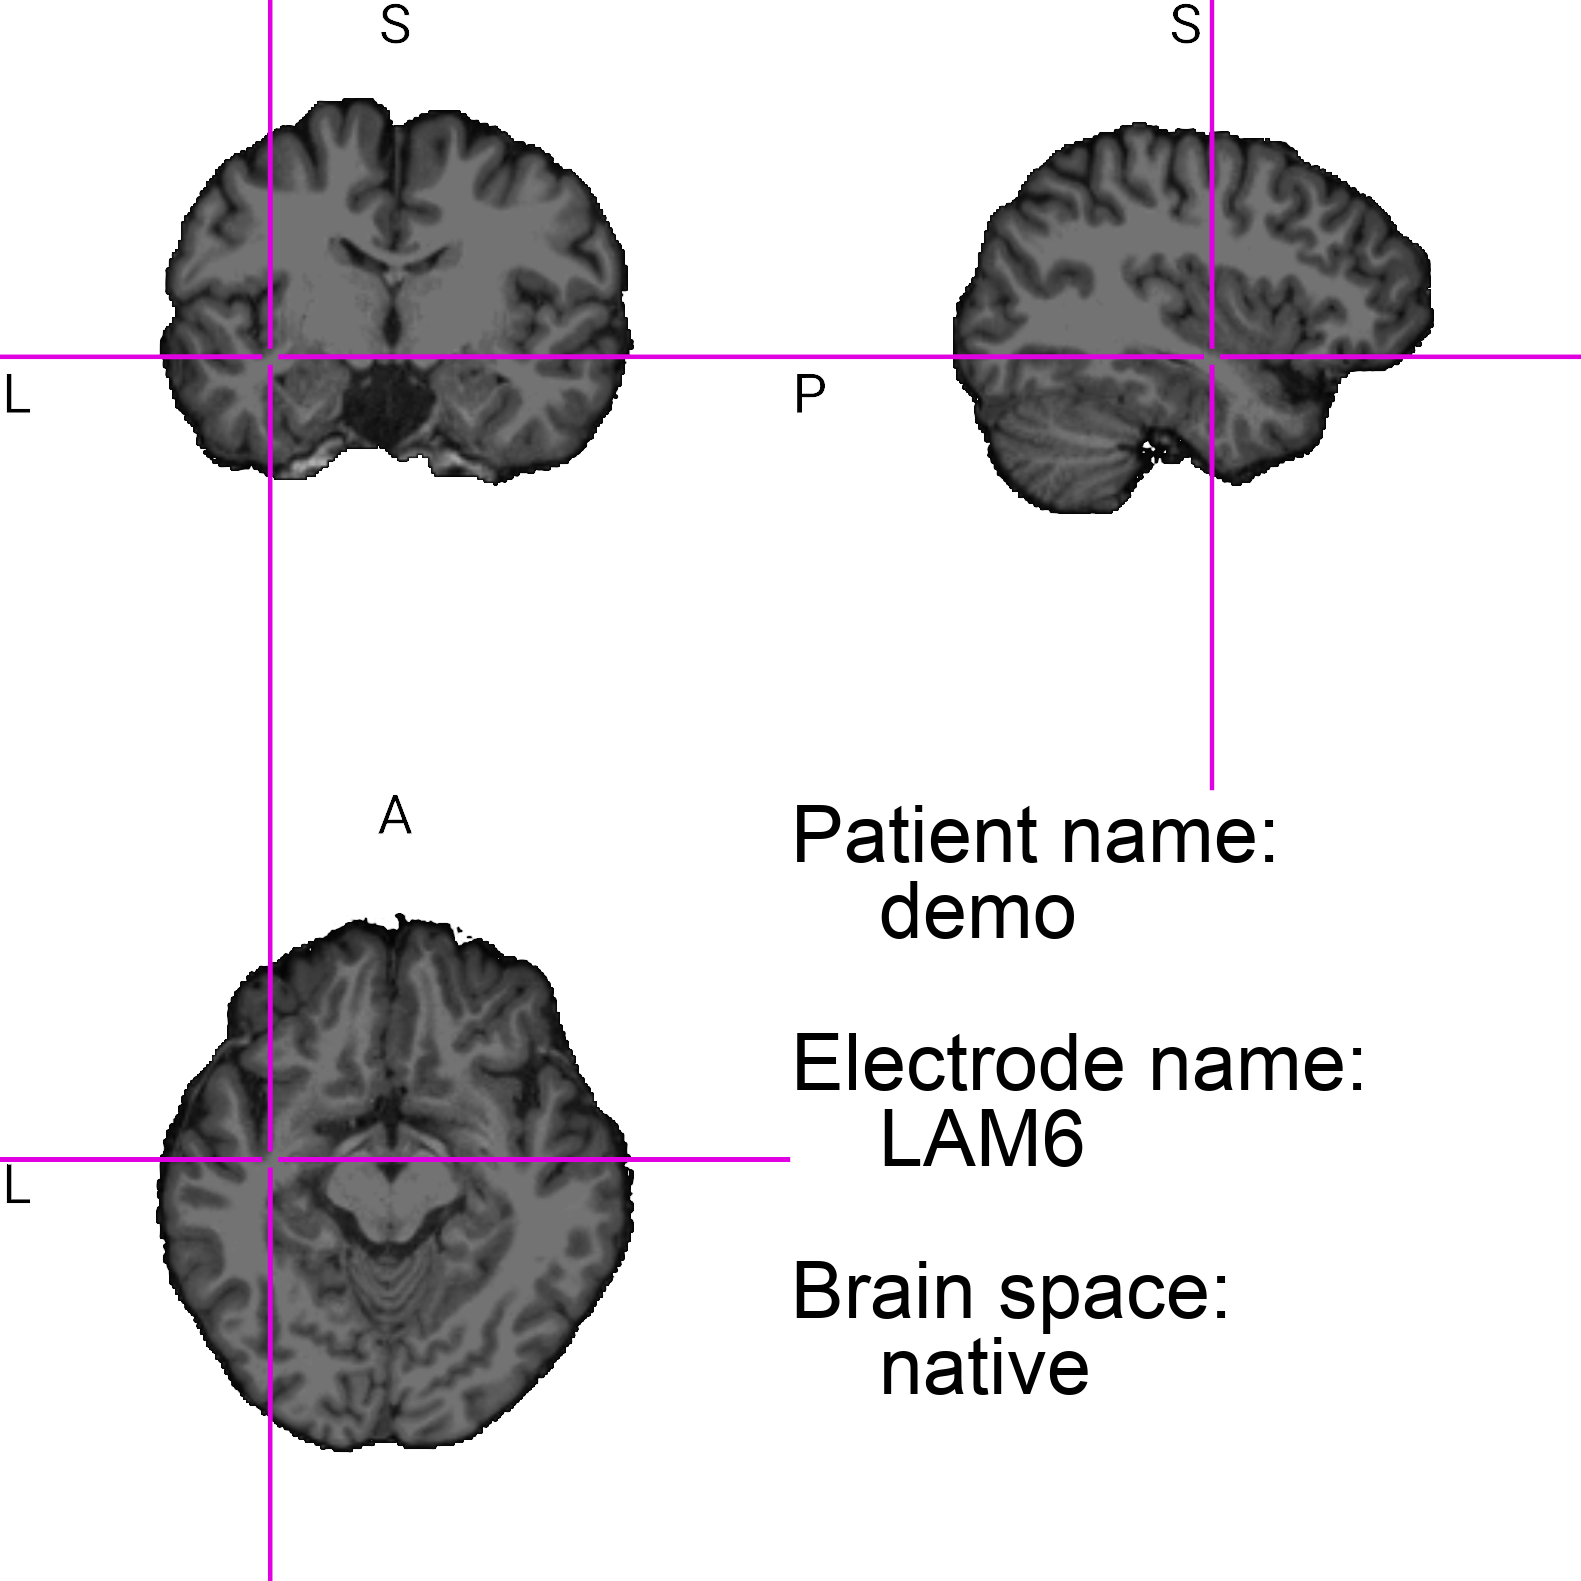 S
S
L
P
A
Patient name:
demo
Electrode name:
LAM6
L
Brain space:
native